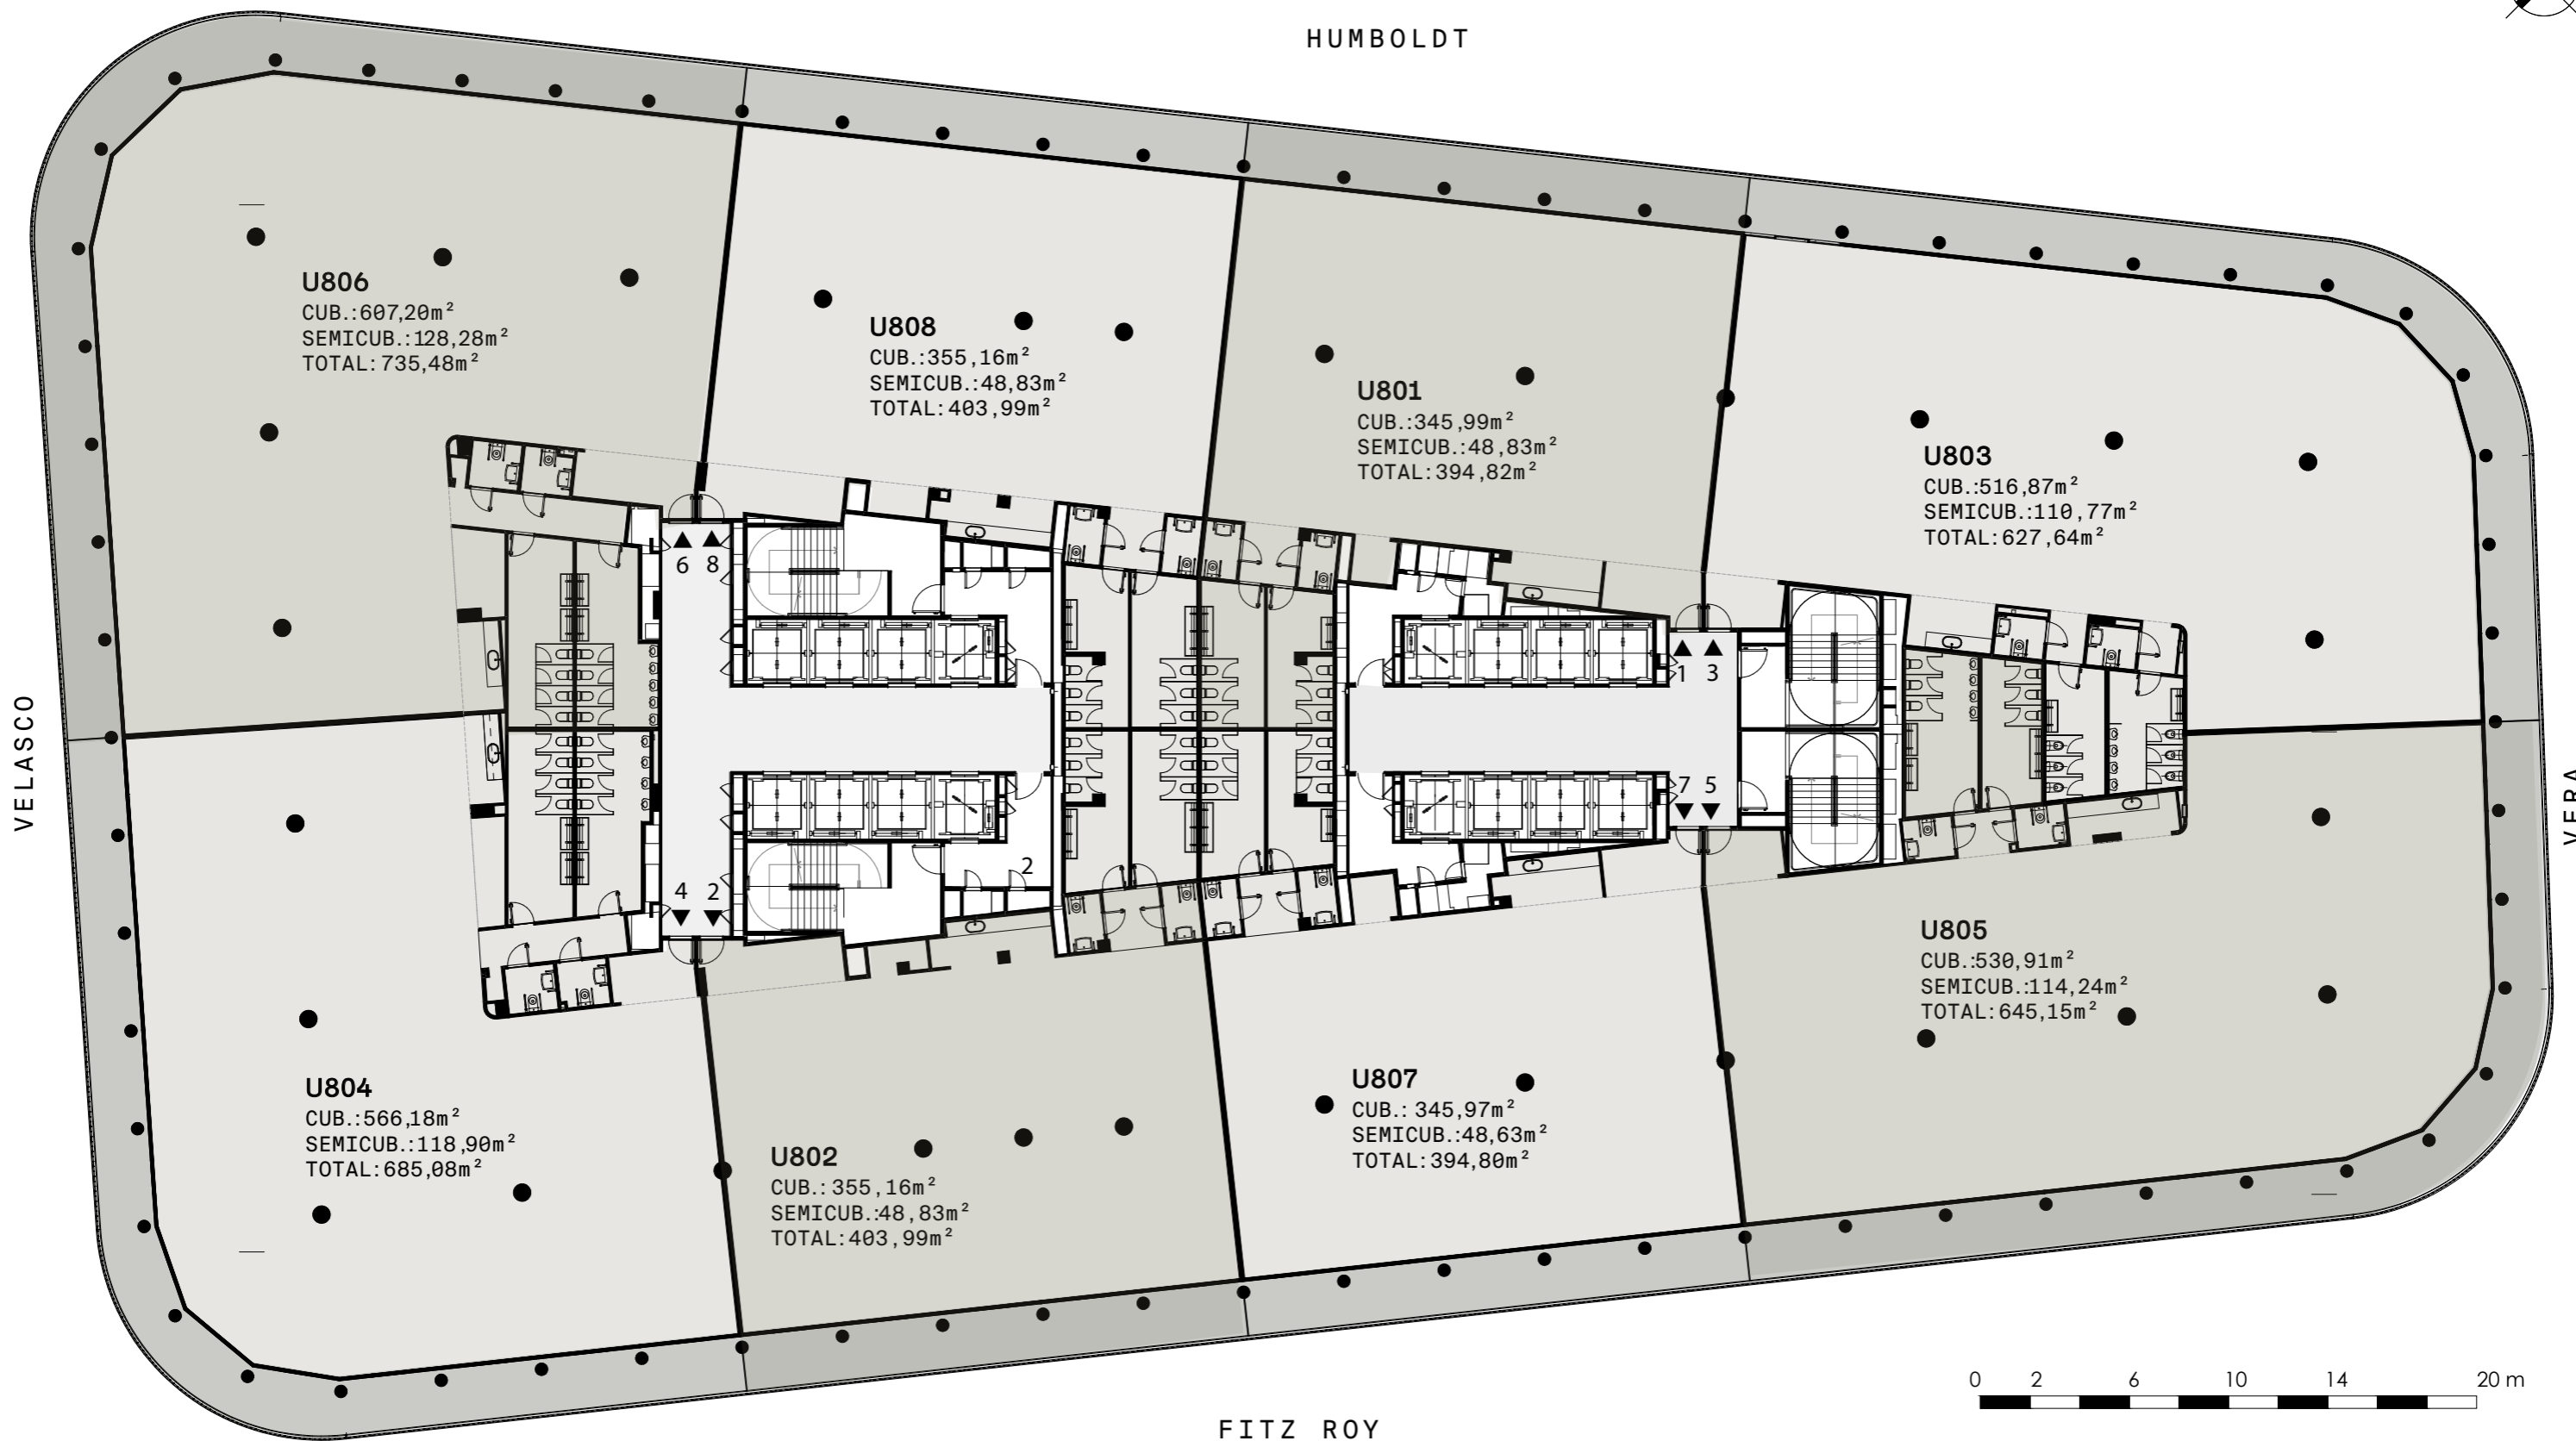 HUMBOLDT
U806
CUB.:607,20m²
SEMICUB.:128,28m²
TOTAL:735,48m²
U808
CUB.:355,16m²
SEMICUB.:48,83m²
TOTAL:403,99m²
U801
CUB.:345,99m²
SEMICUB.:48,83m²
TOTAL:394,82m²
U803
CUB.:516,87m²
SEMICUB.:110,77m²
TOTAL:627,64m²
6 8
1 3
VELASCO
VERA
7 5
4 2
2
U805
CUB.:530,91m²
SEMICUB.:114,24m²
TOTAL:645,15m²
U804
CUB.:566,18m²
SEMICUB.:118,90m²
TOTAL:685,08m²
U802
CUB.:355,16m²
SEMICUB.:48,83m²
TOTAL:403,99m²
U807
CUB.: 345,97m²
SEMICUB.:48,63m²
TOTAL:394,80m²
0 2 6 10 14 20 m
FITZ ROY